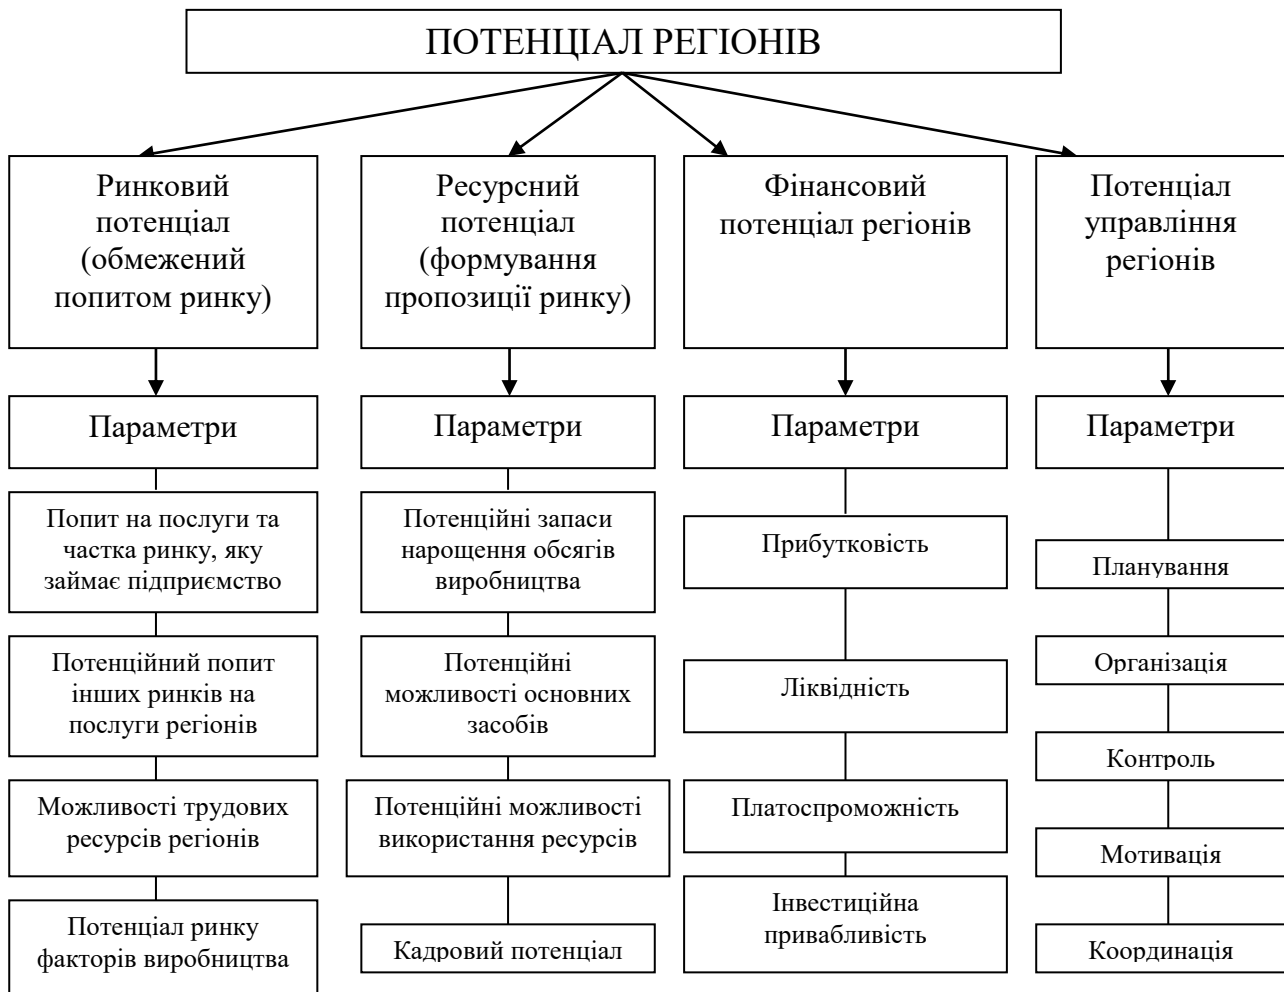 ПОТЕНЦІАЛ РЕГІОНІВ
Ринковий
потенціал
(обмежений
попитом ринку)
Ресурсний
потенціал
(формування
пропозиції ринку)
Фінансовий
потенціал регіонів
Потенціал
управління
регіонів
Параметри
Параметри
Параметри
Параметри
Попит на послуги та
частка ринку, яку
займає підприємство
Потенційний попит
інших ринків на
послуги регіонів
Можливості трудових
ресурсів регіонів
Потенціал ринку
факторів виробництва
Потенційні запаси
нарощення обсягів
виробництва
Потенційні
можливості основних
засобів
Потенційні можливості
використання ресурсів
Кадровий потенціал
Прибутковість
Ліквідність
Платоспроможність
Інвестиційна
привабливість
Планування
Організація
Контроль
Мотивація
Координація